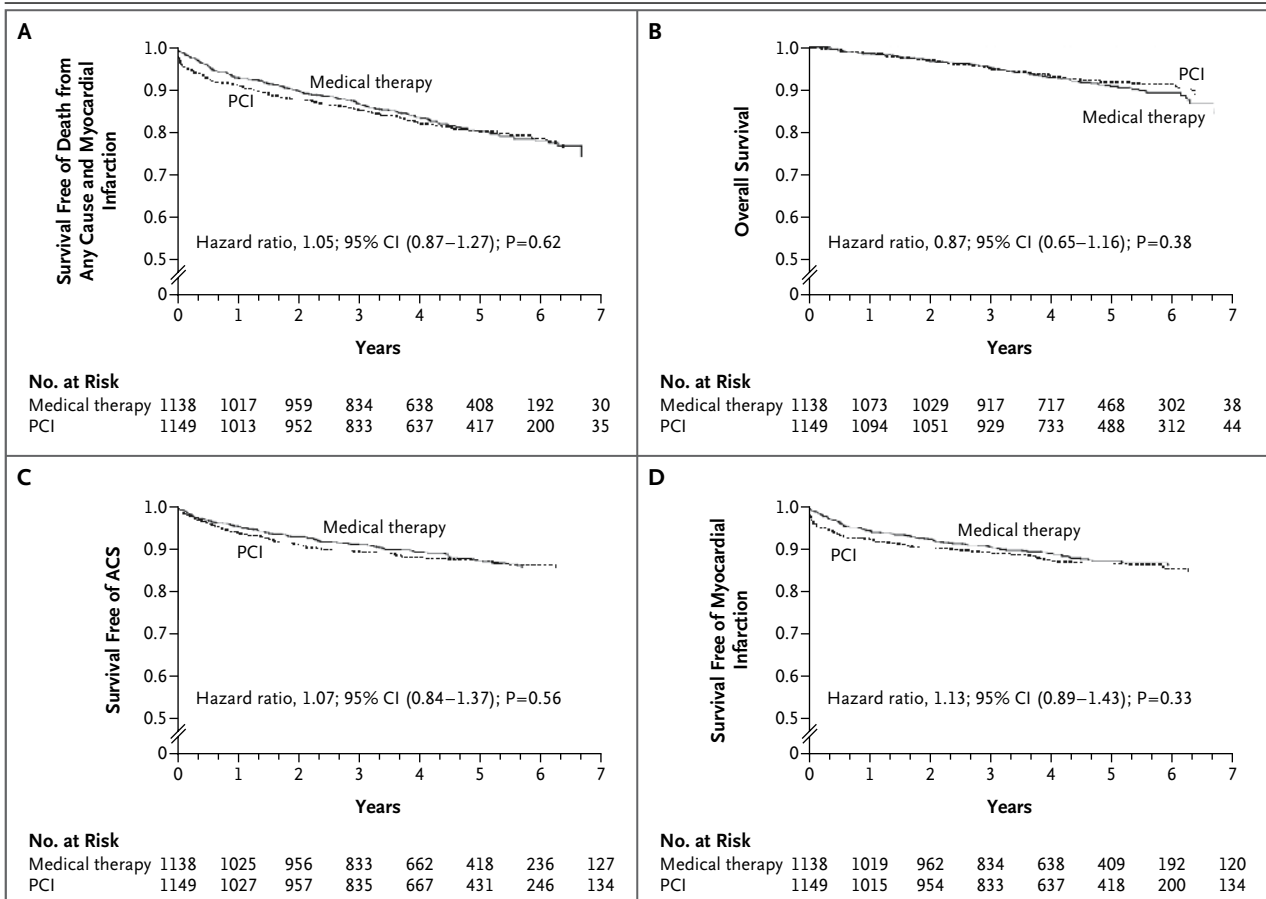 A
Survival Free of Death from
Any Cause and Myocardial
Infarction
1.0
0.9
0.8
0.7
0.6
0.5
0
Medical therapy
PCI
Hazard ratio, 1.05; 95% CI (0.87–1.27); P=0.62
0 1 2 3 4 5 6 7
Years
No. at Risk
Medical therapy 1138 1017 959 834 638 408 192 30
PCI 1149 1013 952 833 637 417 200 35
B
Overall Survival
1.0
0.9
0.8
0.7
0.6
0.5
0
PCI
Medical therapy
Hazard ratio, 0.87; 95% CI (0.65–1.16); P=0.38
0 1 2 3 4 5 6 7
Years
No. at Risk
Medical therapy 1138 1073 1029 917 717 468 302 38
PCI 1149 1094 1051 929 733 488 312 44
C
Survival Free of ACS
1.0
0.9
0.8
0.7
0.6
0.5
0
Medical therapy
PCI
Hazard ratio, 1.07; 95% CI (0.84–1.37); P=0.56
0 1 2 3 4 5 6 7
Years
No. at Risk
Medical therapy 1138 1025 956 833 662 418 236 127
PCI 1149 1027 957 835 667 431 246 134
D
Survival Free of Myocardial
Infarction
1.0
0.9
0.8
0.7
0.6
0.5
0
Medical therapy
PCI
Hazard ratio, 1.13; 95% CI (0.89–1.43); P=0.33
0 1 2 3 4 5 6 7
Years
No. at Risk
Medical therapy 1138 1019 962 834 638 409 192 120
PCI 1149 1015 954 833 637 418 200 134